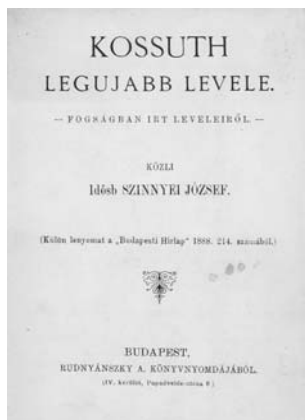 KOSSUTH
LEGUJABB LEVELE.
— FOGSÁGBAN IRT LEVELEIRŐL. —
KÖZLI
Idősb SZINNYEI JÓZSEF.
(Külön lenyomat a „Budapesti Hirlap" 1888. 214. számából.)
BUDAPEST,
RUDNYÁNSZKY A. KÖNYVNYOMDÁJÁBÓL.
(IV. kerület, Papnövelde-utcza 8.)